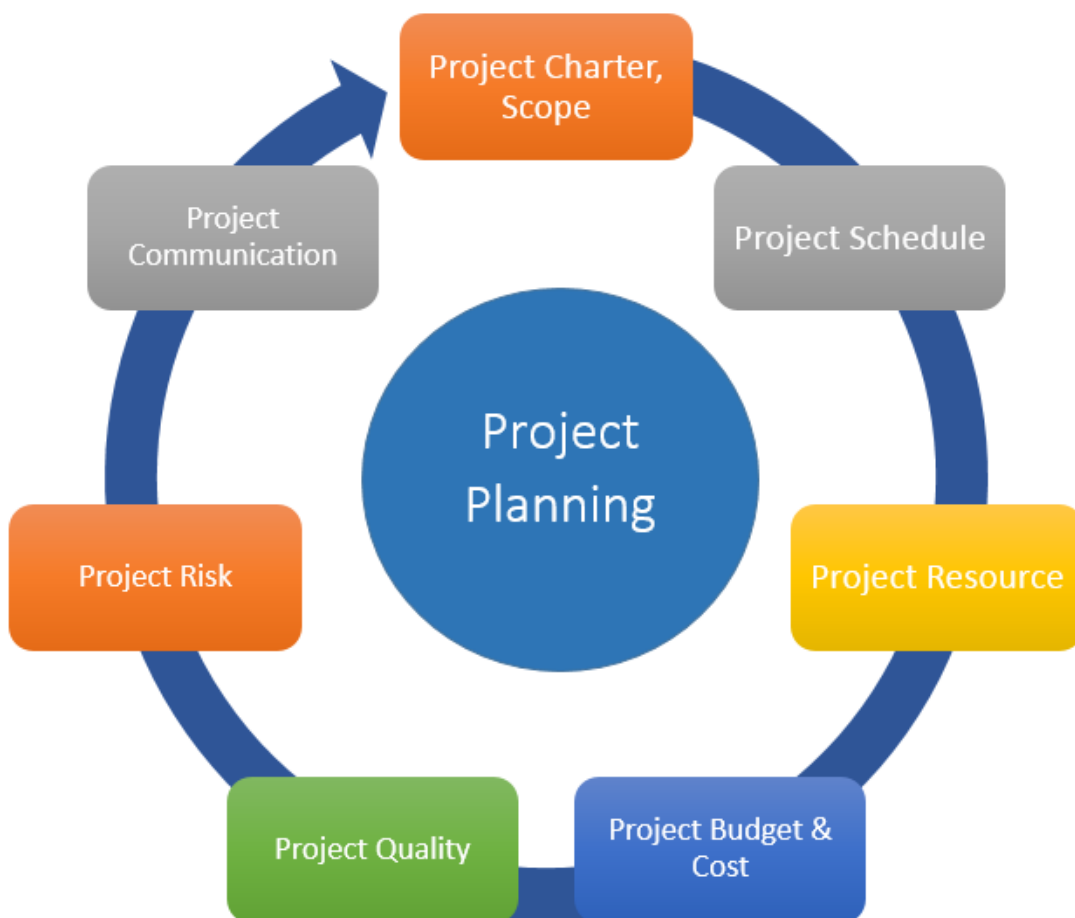 Project Charter,
Scope
Project Schedule
Project Resource
Project Budget &
Cost
Project Quality
Project Risk
Project
Communication
Project
Planning